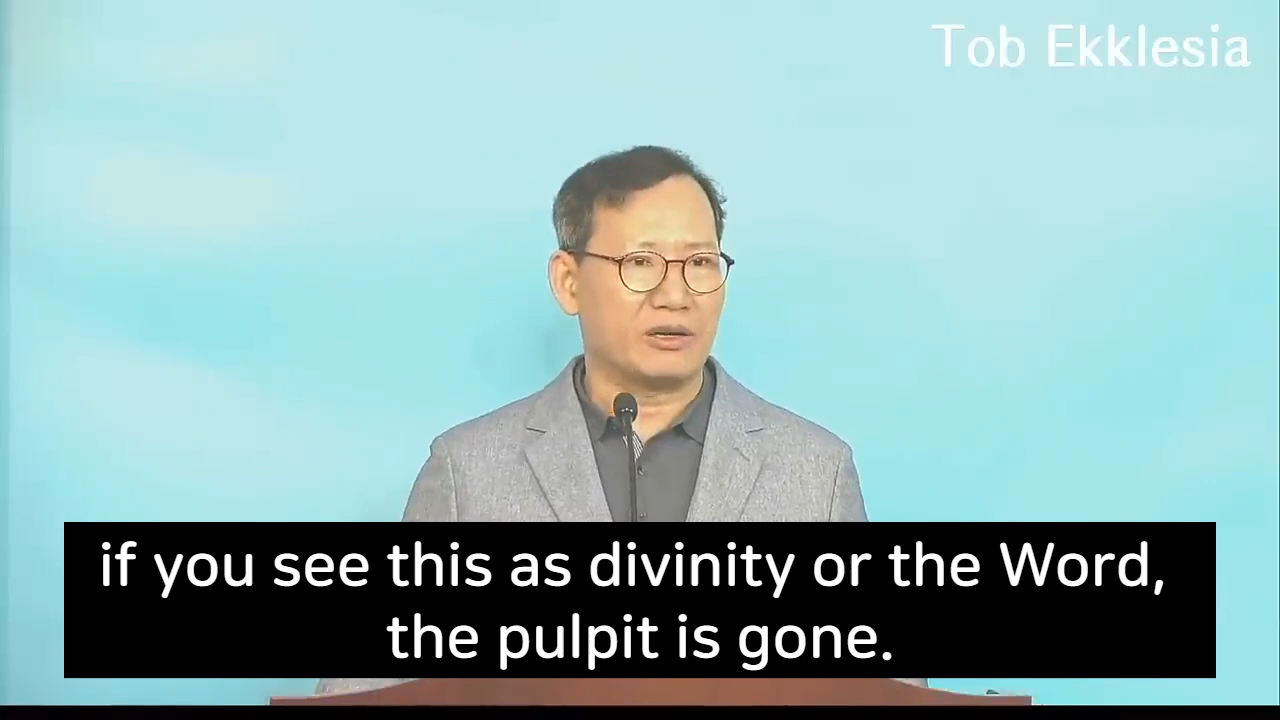 Tob Ekklesia
if you see this as divinity or the Word,
the pulpit is gone.